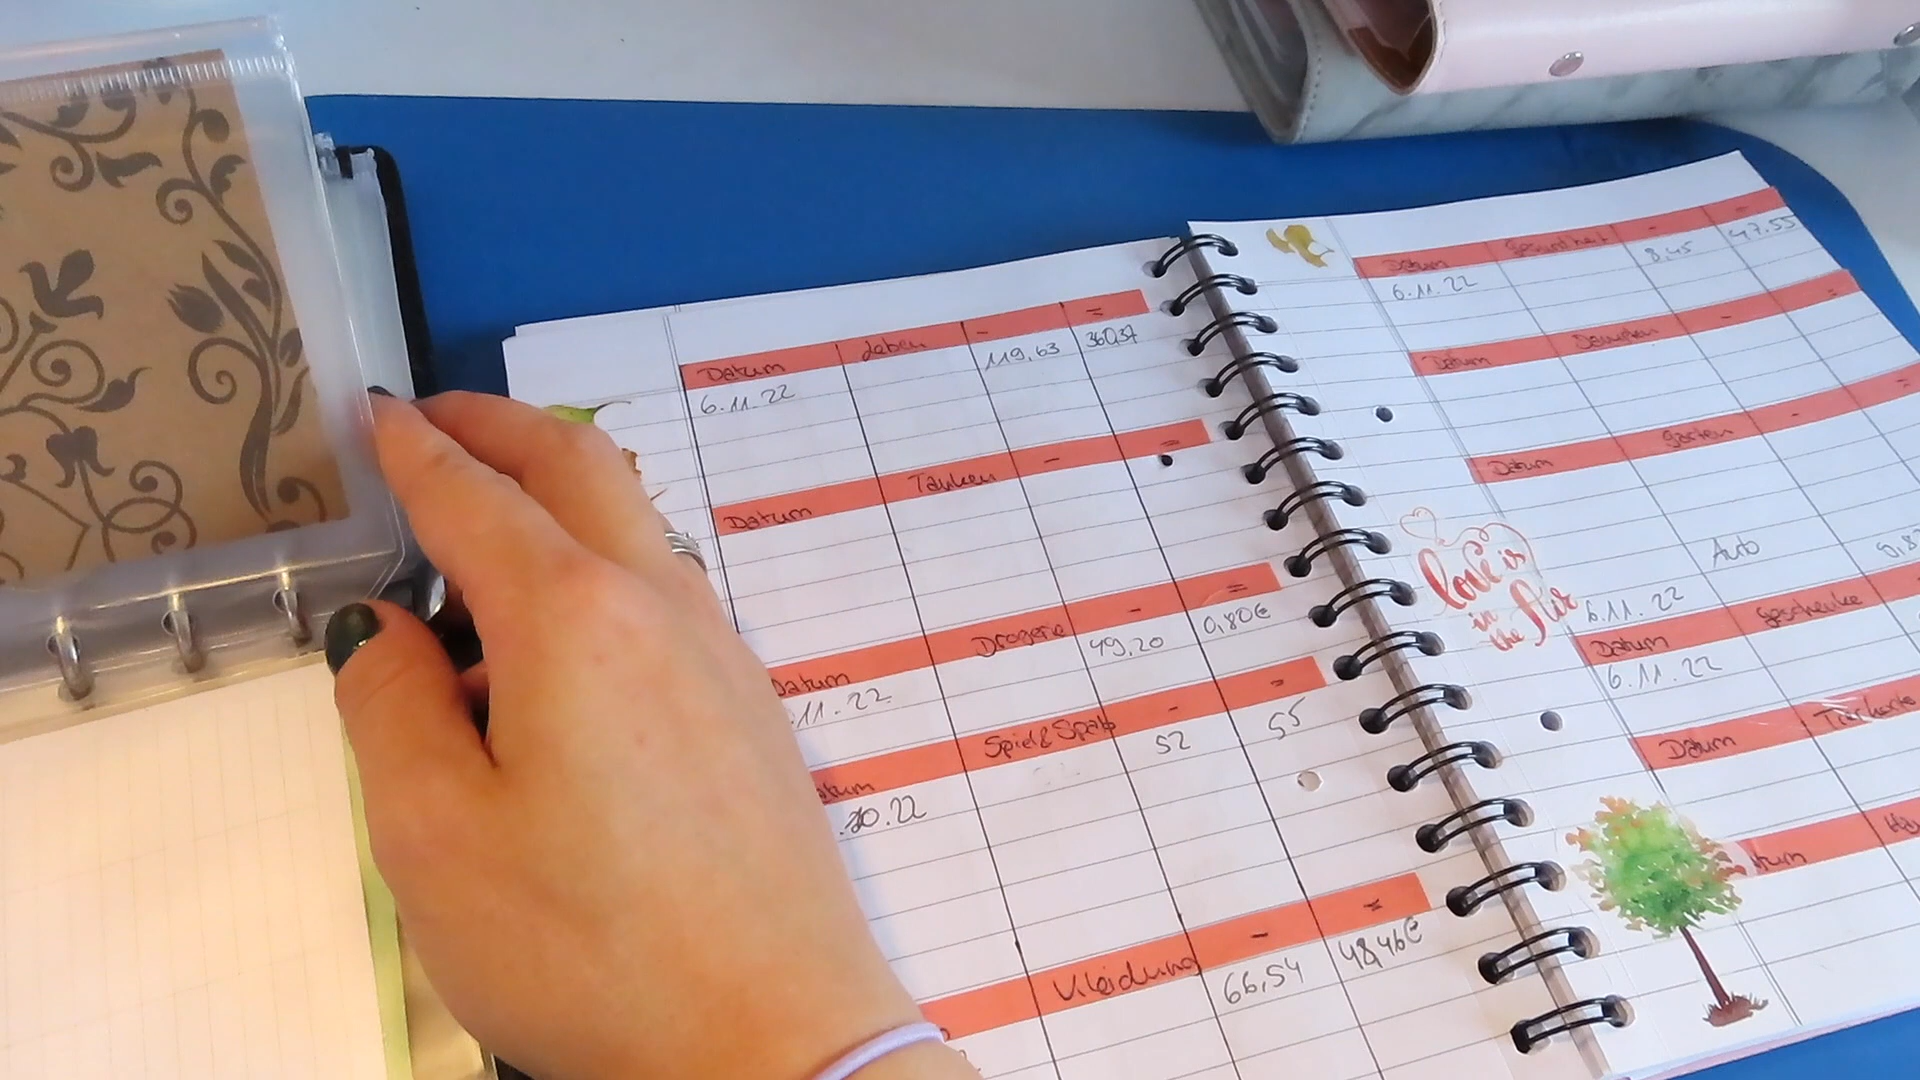 Datum Leben - =
6.11.22 119,63 360,37
Datum Tanken - =
Datum Drogerie - =
.11.22 49,20 0,80€
atum Spiel&Spaß - =
.10.22 52 55
Kleidung - =
66,54 48,46€
Datum Gesundheit - -
6.11.22 8,45 47.55
Datum - =
Datum Garten - =
6.11.22 Auto
Datum Geschenke
6.11.22
love is
in
the Air
Datum
tum